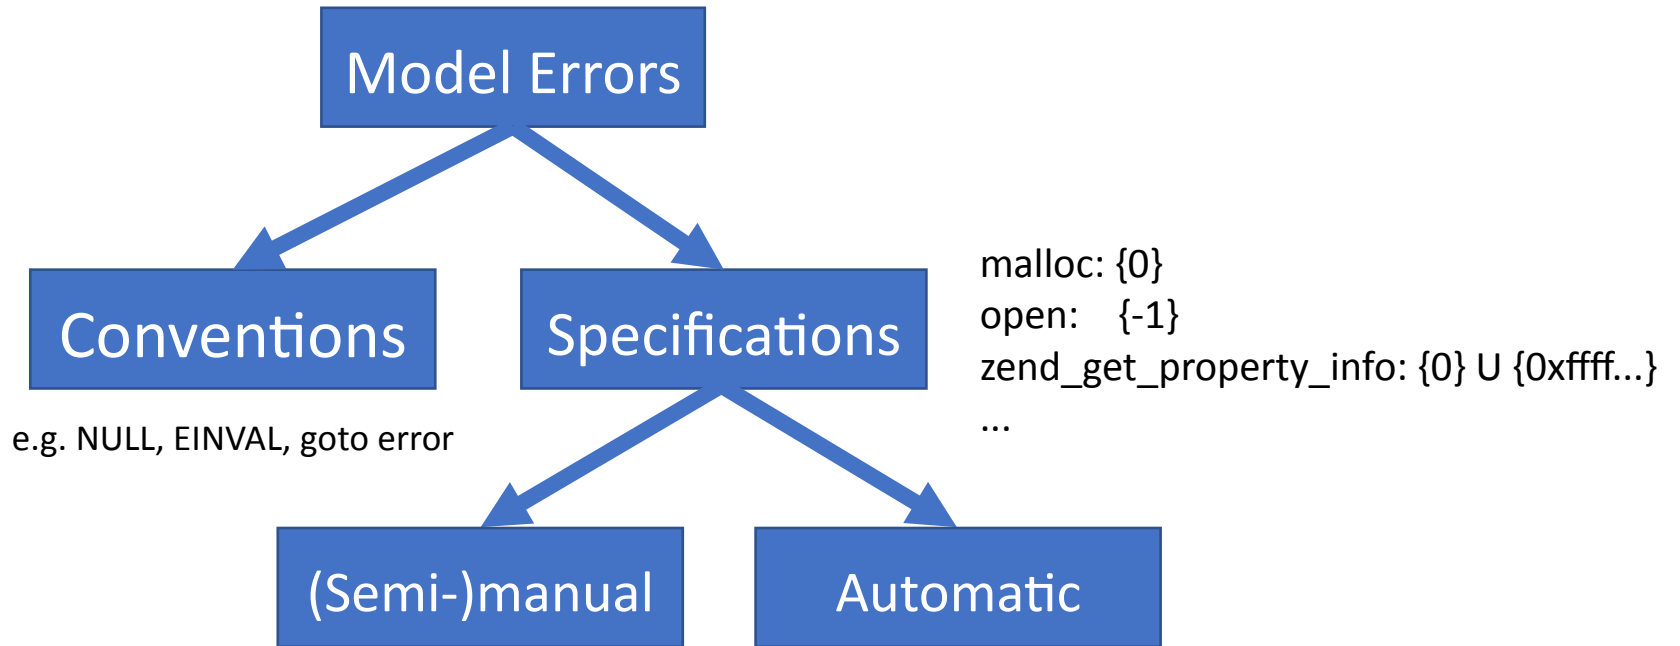 Model Errors
Conventions
Specifications
malloc: {0}
open: {-1}
zend_get_property_info: {0} U {0xffff...}
...
e.g. NULL, EINVAL, goto error
(Semi-)manual
Automatic